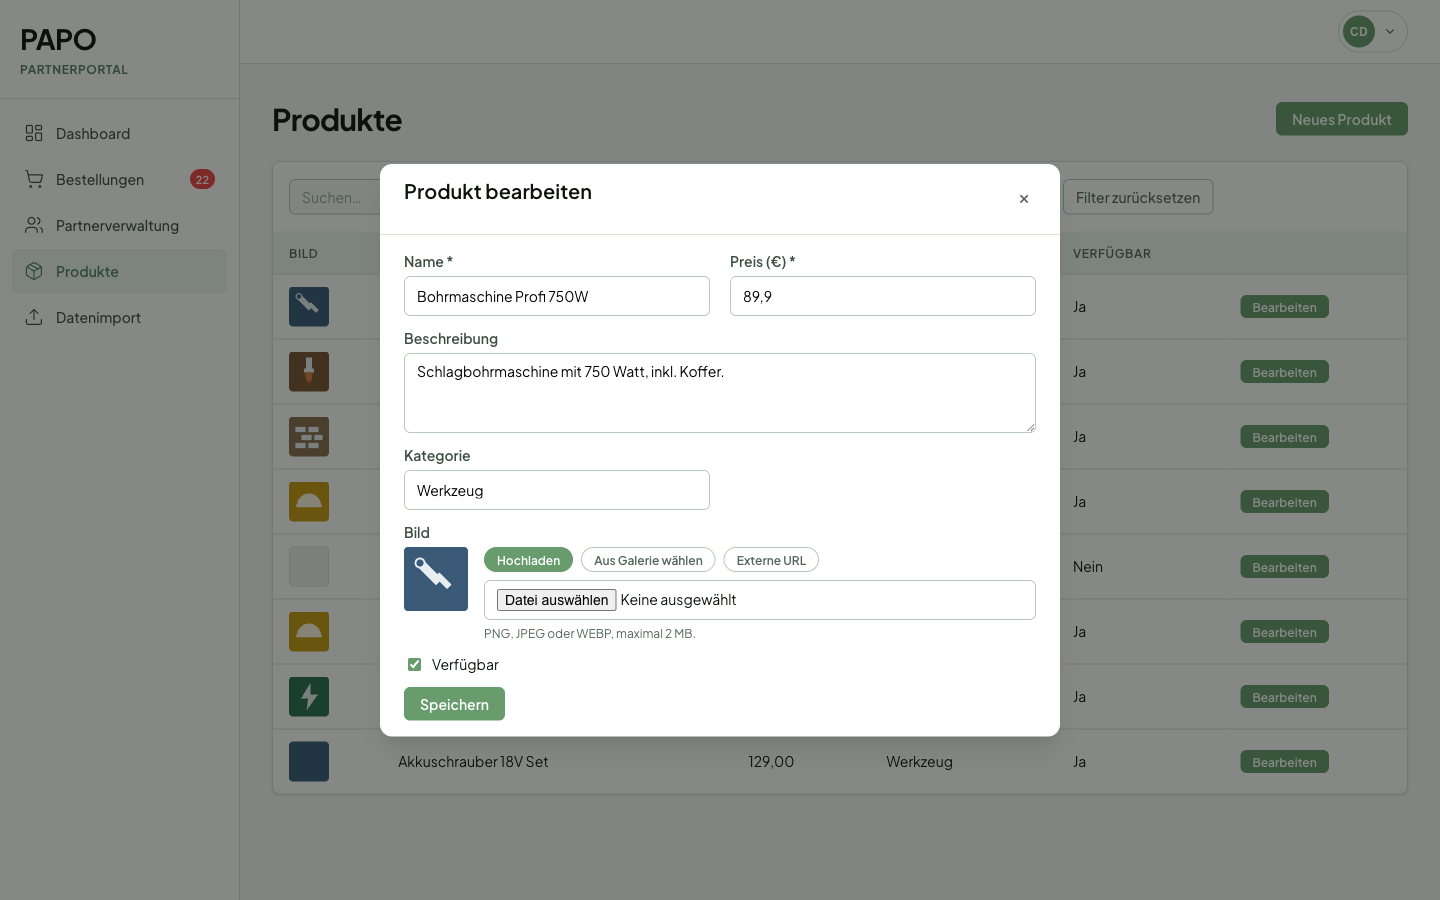 PAPO
PARTNERPORTAL
CD
Dashboard
Bestellungen 22
Partnerverwaltung
Produkte
Datenimport
Produkte
Neues Produkt
Suchen...
Filter zurücksetzen
BILD
VERFÜGBAR
Ja Bearbeiten
Ja Bearbeiten
Ja Bearbeiten
Ja Bearbeiten
Nein Bearbeiten
Ja Bearbeiten
Ja Bearbeiten
Akkuschrauber 18V Set 129,00 Werkzeug Ja Bearbeiten
Produkt bearbeiten
×
Name * Preis (€) *
Bohrmaschine Profi 750W 89,9
Beschreibung
Schlagbohrmaschine mit 750 Watt, inkl. Koffer.
Kategorie
Werkzeug
Bild
Hochladen Aus Galerie wählen Externe URL
Datei auswählen Keine ausgewählt
PNG, JPEG oder WEBP, maximal 2 MB.
Verfügbar
Speichern